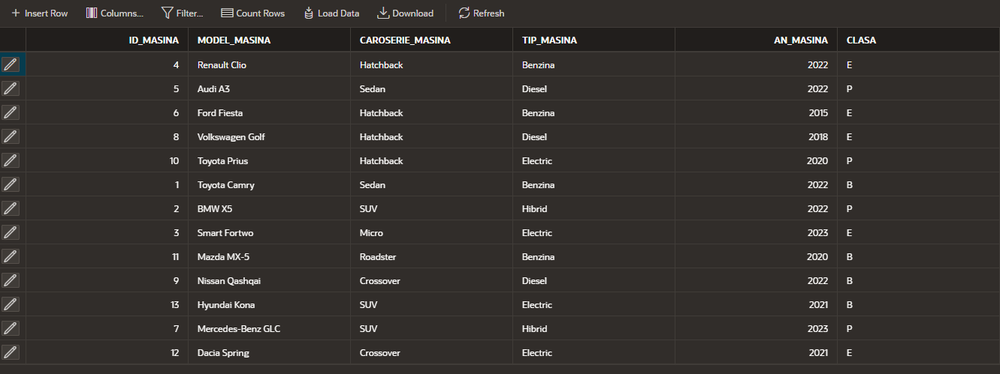 + Insert Row Columns... Filter... Count Rows Load Data Download Refresh
ID_MASINA MODEL_MASINA CAROSERIE_MASINA TIP_MASINA AN_MASINA CLASA
4 Renault Clio Hatchback Benzina 2022 E
5 Audi A3 Sedan Diesel 2022 P
6 Ford Fiesta Hatchback Benzina 2015 E
8 Volkswagen Golf Hatchback Diesel 2018 E
10 Toyota Prius Hatchback Electric 2020 P
1 Toyota Camry Sedan Benzina 2022 B
2 BMW X5 SUV Hibrid 2022 P
3 Smart Fortwo Micro Electric 2023 E
11 Mazda MX-5 Roadster Benzina 2020 B
9 Nissan Qashqai Crossover Diesel 2022 B
13 Hyundai Kona SUV Electric 2021 B
7 Mercedes-Benz GLC SUV Hibrid 2023 P
12 Dacia Spring Crossover Electric 2021 E